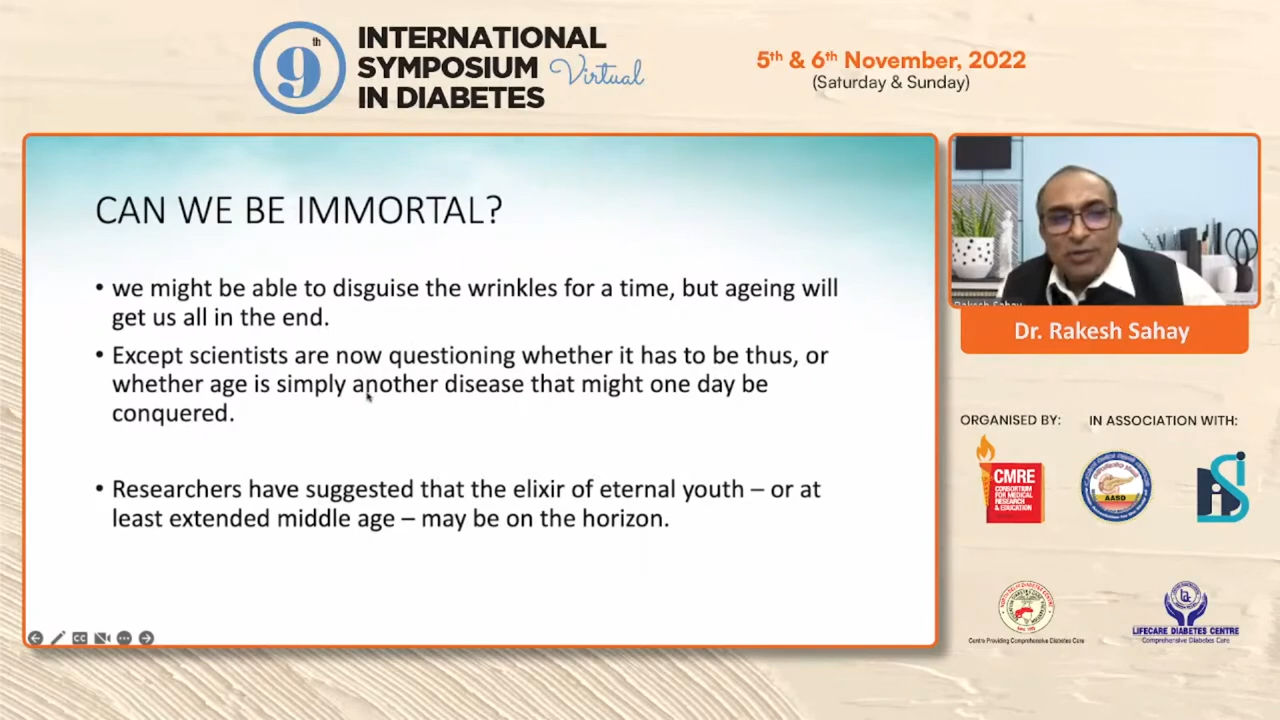 9th
INTERNATIONAL
SYMPOSIUM Virtual
IN DIABETES
5th & 6th November, 2022
(Saturday & Sunday)
CAN WE BE IMMORTAL?
• we might be able to disguise the wrinkles for a time, but ageing will
get us all in the end.
• Except scientists are now questioning whether it has to be thus, or
whether age is simply another disease that might one day be
conquered.
• Researchers have suggested that the elixir of eternal youth – or at
least extended middle age – may be on the horizon.
CC
Rakesh Sahay
Dr. Rakesh Sahay
ORGANISED BY:
IN ASSOCIATION WITH:
CMRE
CONSORTIUM
FOR MEDICAL
RESEARCH
& EDUCATION
AASD
Centre Providing Comprehensive Diabetes Care
LIFECARE DIABETES CENTRE
Comprehensive Diabetes Care